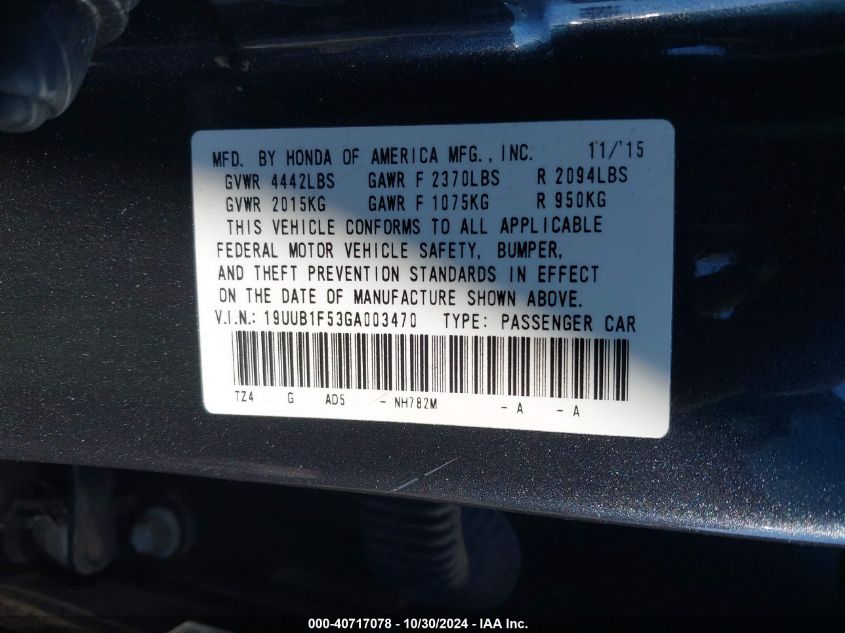 MFD. BY HONDA OF AMERICA MFG., INC. 11/'15
GVWR 4442LBS GAWR F 2370LBS R 2094LBS
GVWR 2015KG GAWR F 1075KG R 950KG
THIS VEHICLE CONFORMS TO ALL APPLICABLE
FEDERAL MOTOR VEHICLE SAFETY, BUMPER,
AND THEFT PREVENTION STANDARDS IN EFFECT
ON THE DATE OF MANUFACTURE SHOWN ABOVE.
V.I.N.: 19UUB1F53GA003470 TYPE: PASSENGER CAR
TZ4 G AD5 - NH782M - A - A
000-40717078 - 10/30/2024 - IAA Inc.